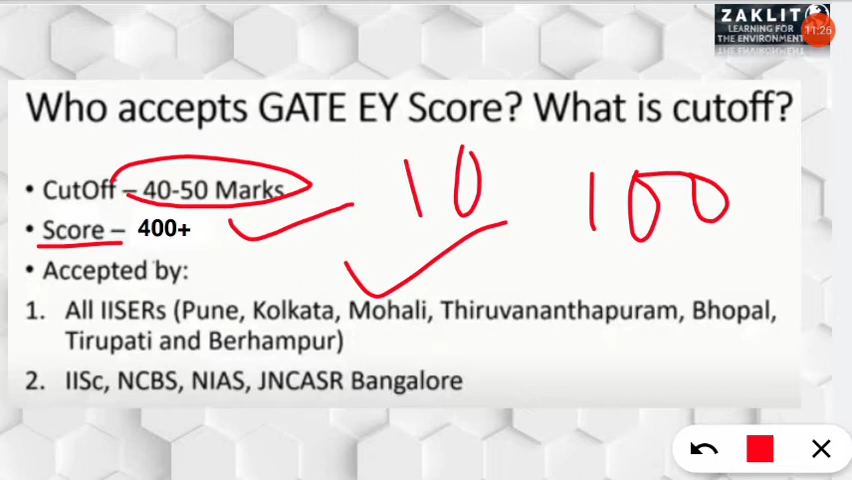 ZAKLIT
LEARNING FOR
THE ENVIRONMENT
11:26
Who accepts GATE EY Score? What is cutoff?
• CutOff – 40-50 Marks
10
100
• Score – 400+
• Accepted by:
1. All IISERs (Pune, Kolkata, Mohali, Thiruvananthapuram, Bhopal,
Tirupati and Berhampur)
2. IISc, NCBS, NIAS, JNCASR Bangalore